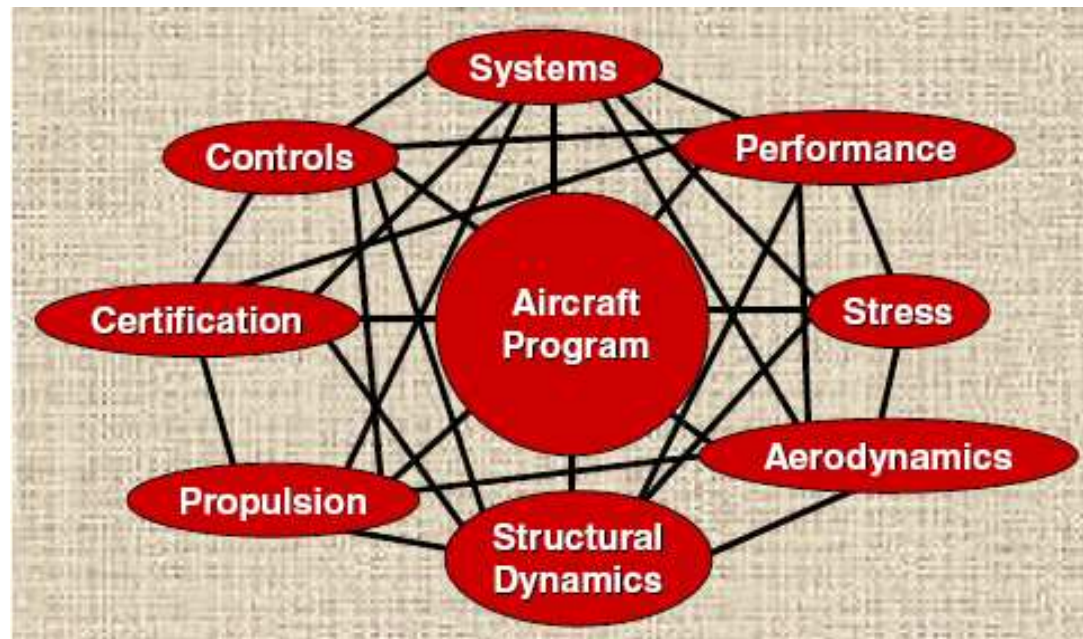 Systems
Controls
Performance
Certification
Aircraft
Program
Stress
Propulsion
Aerodynamics
Structural
Dynamics